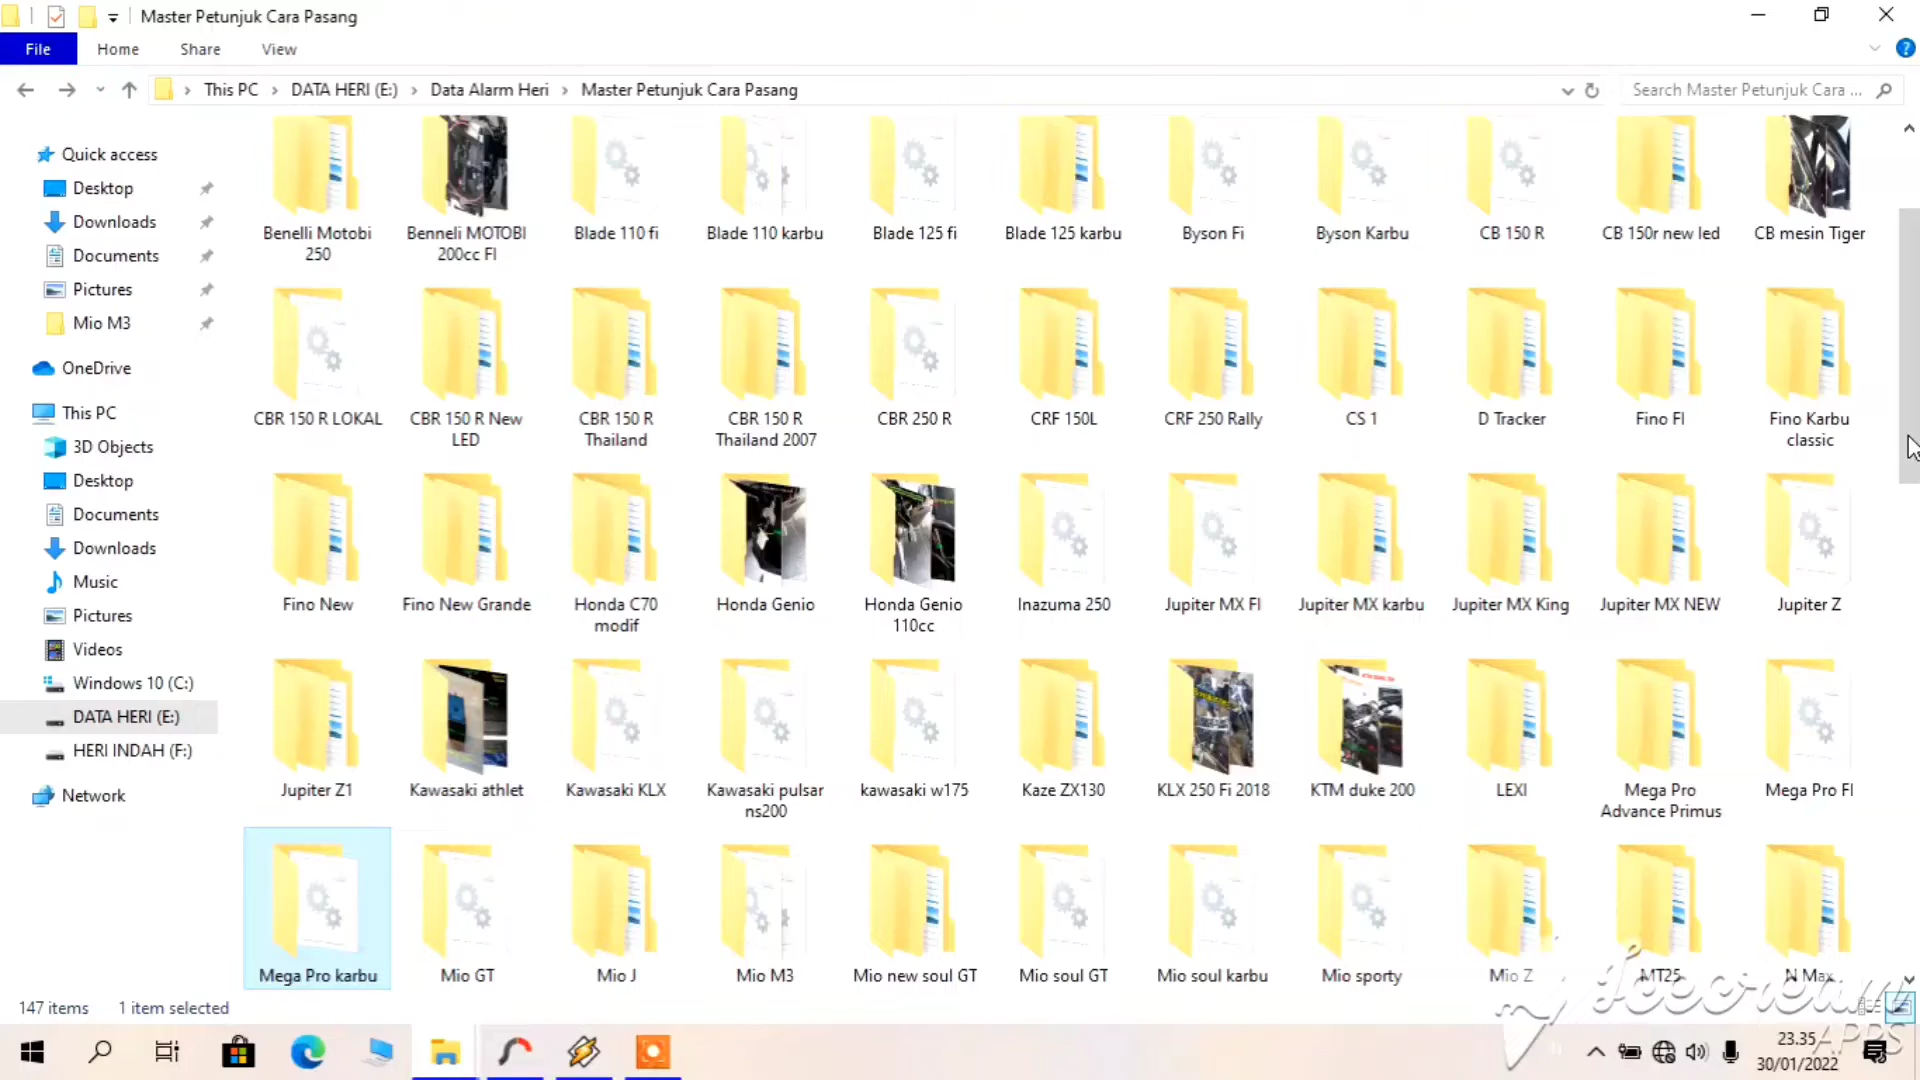 Master Petunjuk Cara Pasang
File Home Share View
This PC DATA HERI (E:) Data Alarm Heri Master Petunjuk Cara Pasang
Search Master Petunjuk Cara ...
Quick access
Desktop
Downloads
Documents
Pictures
Mio M3
OneDrive
This PC
3D Objects
Desktop
Documents
Downloads
Music
Pictures
Videos
Windows 10 (C:)
DATA HERI (E:)
HERI INDAH (F:)
Network
Benelli Motobi 250
Benneli MOTOBI 200cc FI
Blade 110 fi
Blade 110 karbu
Blade 125 fi
Blade 125 karbu
Byson Fi
Byson Karbu
CB 150 R
CB 150r new led
CB mesin Tiger
CBR 150 R LOKAL
CBR 150 R New LED
CBR 150 R Thailand
CBR 150 R Thailand 2007
CBR 250 R
CRF 150L
CRF 250 Rally
CS 1
D Tracker
Fino FI
Fino Karbu classic
Fino New
Fino New Grande
Honda C70 modif
Honda Genio
Honda Genio 110cc
Inazuma 250
Jupiter MX FI
Jupiter MX karbu
Jupiter MX King
Jupiter MX NEW
Jupiter Z
Jupiter Z1
Kawasaki athlet
Kawasaki KLX
Kawasaki pulsar ns200
kawasaki w175
Kaze ZX130
KLX 250 Fi 2018
KTM duke 200
LEXI
Mega Pro Advance Primus
Mega Pro FI
Mega Pro karbu
Mio GT
Mio J
Mio M3
Mio new soul GT
Mio soul GT
Mio soul karbu
Mio sporty
Mio Z
MT25
N Max
147 items 1 item selected
Icecream
APPS
23.35
30/01/2022